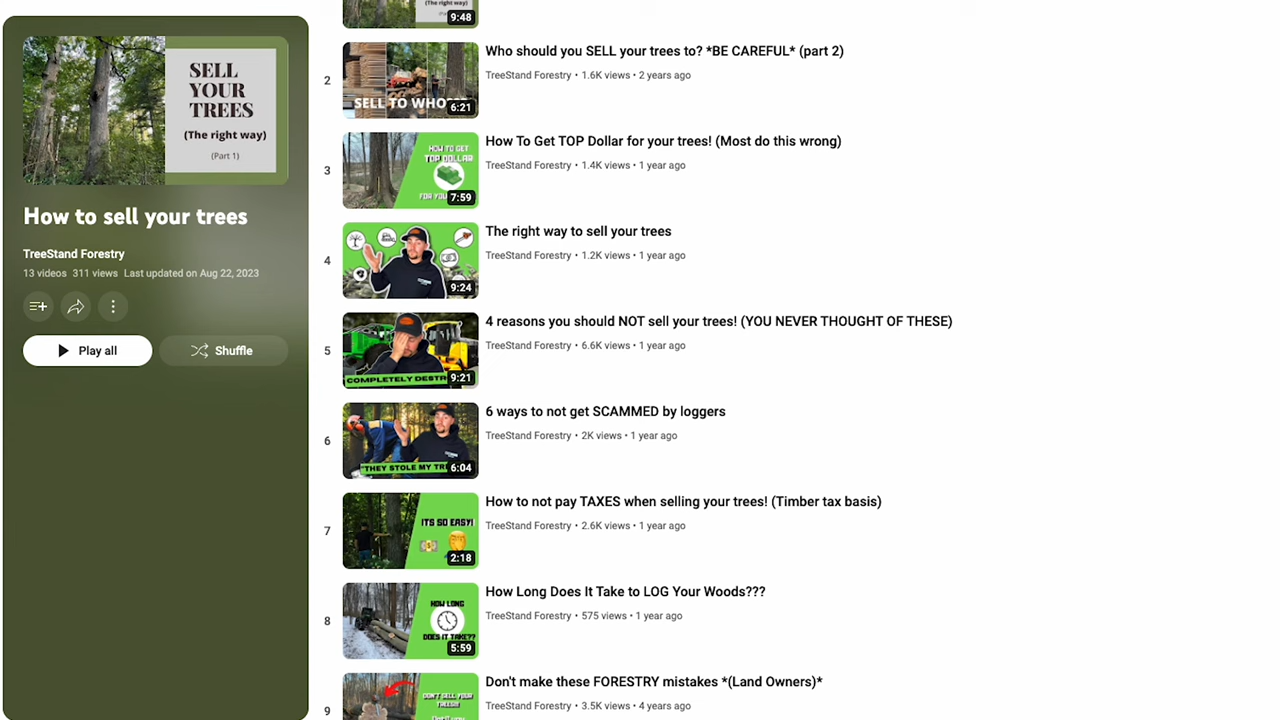 SELL
YOUR
TREES
(The right way)
(Part 1)
How to sell your trees
TreeStand Forestry
13 videos 311 views Last updated on Aug 22, 2023
Play all
Shuffle
(The right way)
9:48
2
SELL TO WHO
6:21
Who should you SELL your trees to? *BE CAREFUL* (part 2)
TreeStand Forestry • 1.6K views • 2 years ago
3
HOW TO GET
TOP DOLLAR
FOR YOU
7:59
How To Get TOP Dollar for your trees! (Most do this wrong)
TreeStand Forestry • 1.4K views • 1 year ago
4
9:24
The right way to sell your trees
TreeStand Forestry • 1.2K views • 1 year ago
5
COMPLETELY DESTR
9:21
4 reasons you should NOT sell your trees! (YOU NEVER THOUGHT OF THESE)
TreeStand Forestry • 6.6K views • 1 year ago
6
"THEY STOLE MY TRE
6:04
6 ways to not get SCAMMED by loggers
TreeStand Forestry • 2K views • 1 year ago
7
ITS SO EASY!
2:18
How to not pay TAXES when selling your trees! (Timber tax basis)
TreeStand Forestry • 2.6K views • 1 year ago
8
HOW LONG
DOES IT TAKE??
5:59
How Long Does It Take to LOG Your Woods???
TreeStand Forestry • 575 views • 1 year ago
9
DON'T SELL YOUR
TREES!!!
Don't make these FORESTRY mistakes *(Land Owners)*
TreeStand Forestry • 3.5K views • 4 years ago